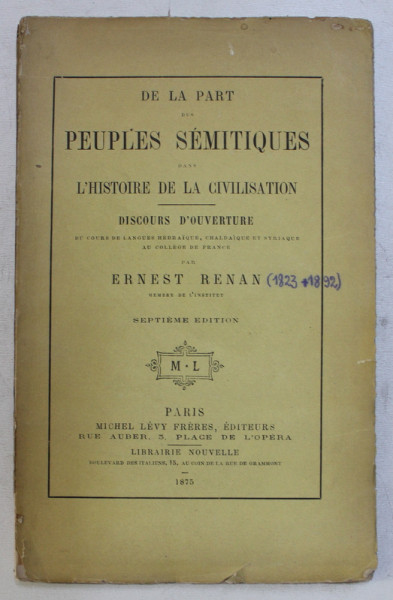 DE LA PART
DES
PEUPLES SÉMITIQUES
DANS
L'HISTOIRE DE LA CIVILISATION
DISCOURS D'OUVERTURE
DU COURS DE LANGUES HÉBRAÏQUE, CHALDAÏQUE ET SYRIAQUE
AU COLLÉGE DE FRANCE
PAR
ERNEST RENAN (1823 +1892)
MEMBRE DE L'INSTITUT
SEPTIÈME ÉDITION
M·L
PARIS
MICHEL LÉVY FRÈRES, ÉDITEURS
RUE AUBER, 3, PLACE DE L'OPÉRA
LIBRAIRIE NOUVELLE
BOULEVARD DES ITALIENS, 15, AU COIN DE LA RUE DE GRAMMONT
1875